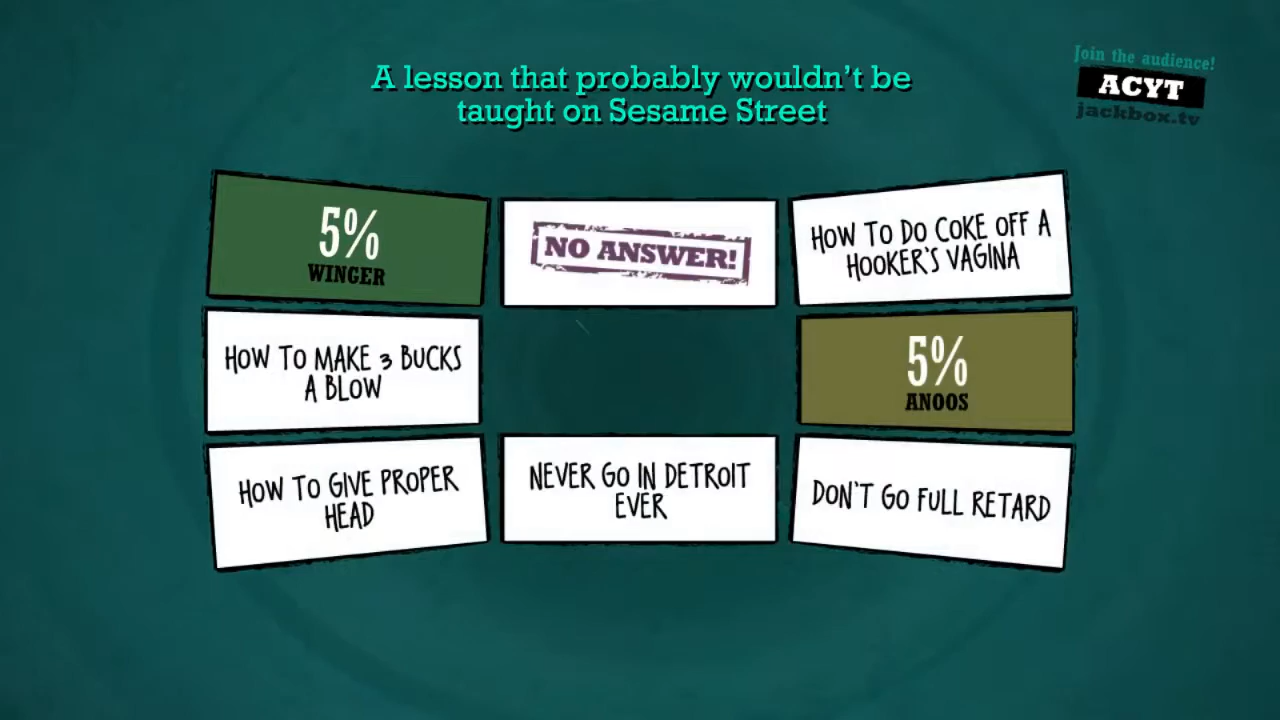 Join the audience!
ACYT
jackbox.tv
A lesson that probably wouldn't be
taught on Sesame Street
5%
WINGER
NO ANSWER!
HOW TO DO COKE OFF A
HOOKER'S VAGINA
HOW TO MAKE 3 BUCKS
A BLOW
5%
ANOOS
HOW TO GIVE PROPER
HEAD
NEVER GO IN DETROIT
EVER
DON'T GO FULL RETARD